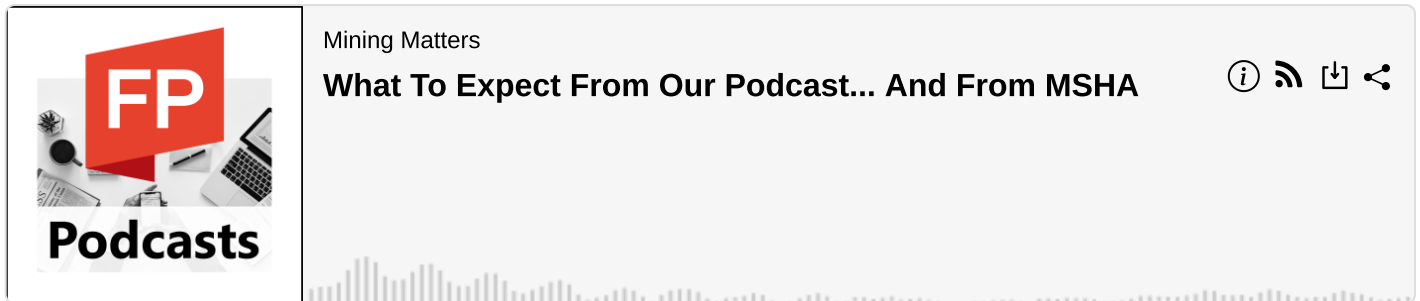 FP
Podcasts
Mining Matters
What To Expect From Our Podcast... And From MSHA